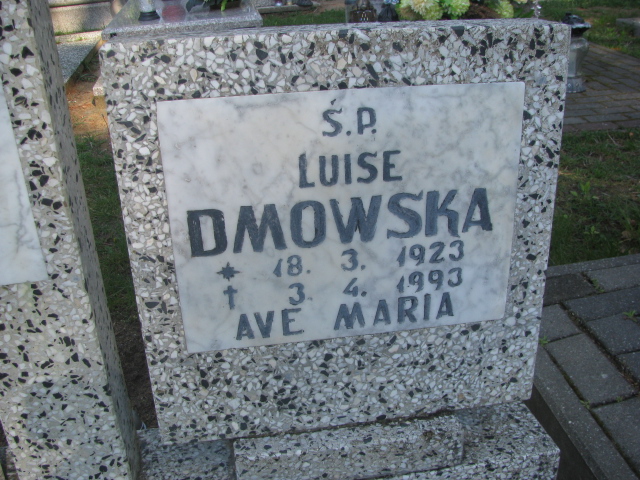 Ś.P.
LUISE
DMOWSKA
* 18. 3. 1923
† 3. 4. 1993
AVE MARIA